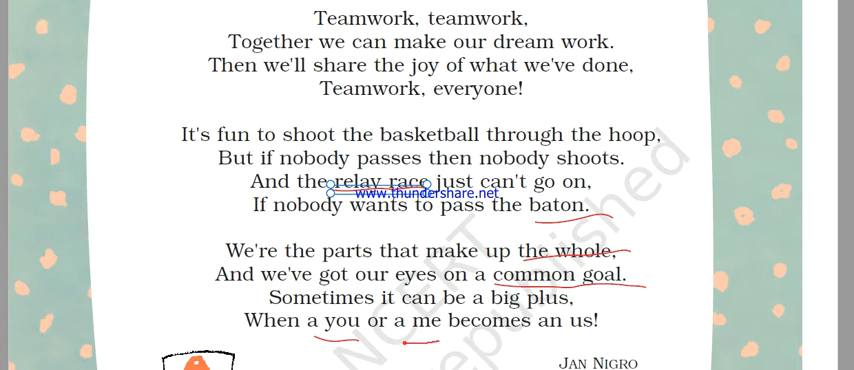 Teamwork, teamwork,
Together we can make our dream work.
Then we'll share the joy of what we've done,
Teamwork, everyone!
It's fun to shoot the basketball through the hoop,
But if nobody passes then nobody shoots.
And the relay race just can't go on,
www.thundershare.net
If nobody wants to pass the baton.
We're the parts that make up the whole,
And we've got our eyes on a common goal.
Sometimes it can be a big plus,
When a you or a me becomes an us!
JAN NIGRO
NCERT
republished